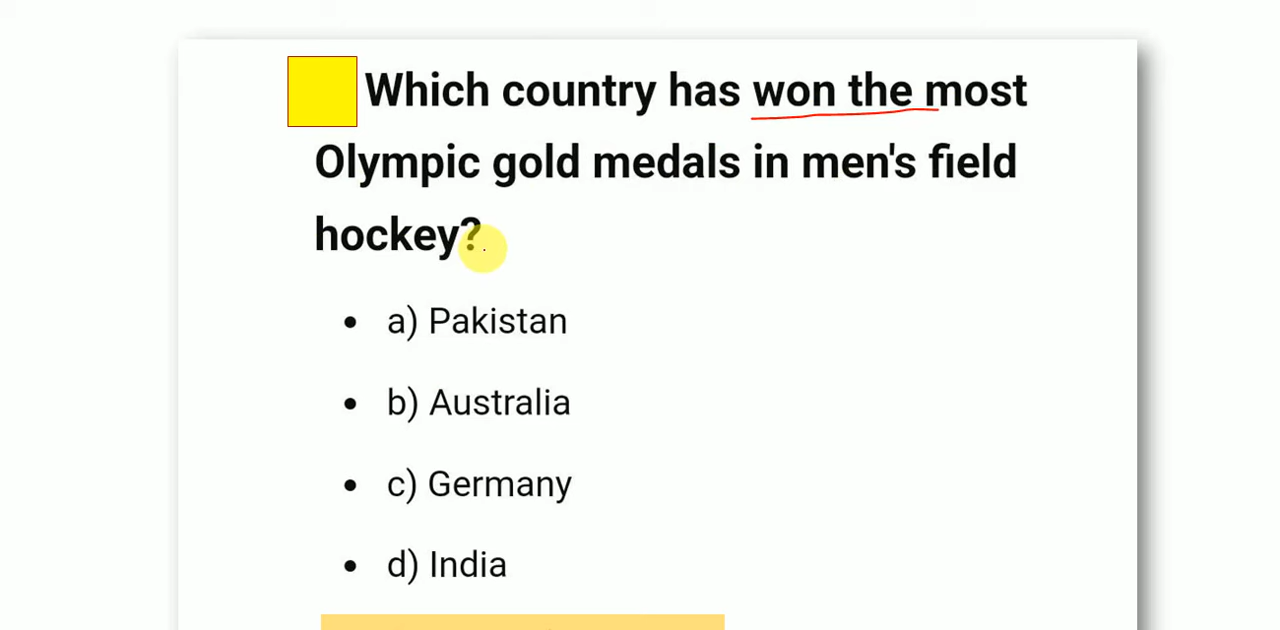 Which country has won the most
Olympic gold medals in men's field
hockey?
• a) Pakistan
• b) Australia
• c) Germany
• d) India